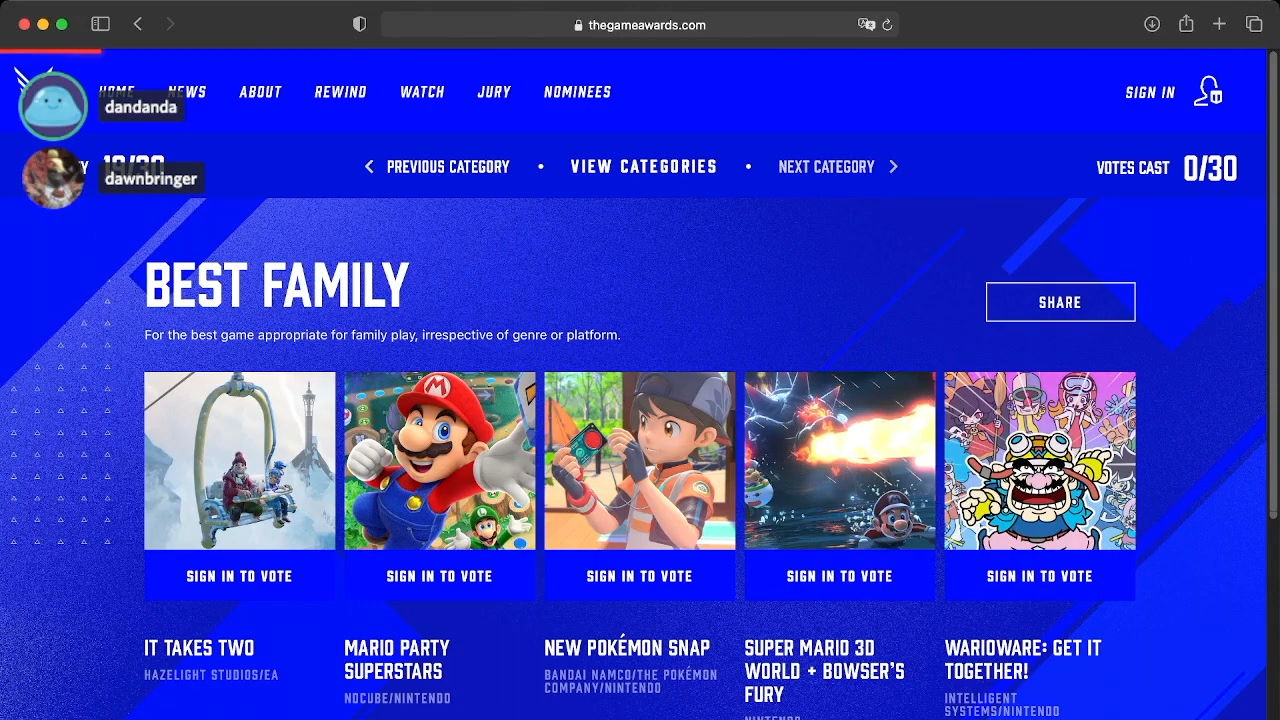 thegameawards.com
HOME NEWS ABOUT REWIND WATCH JURY NOMINEES SIGN IN
dandanda
19/30 PREVIOUS CATEGORY • VIEW CATEGORIES • NEXT CATEGORY VOTES CAST 0/30
dawnbringer
BEST FAMILY
SHARE
For the best game appropriate for family play, irrespective of genre or platform.
SIGN IN TO VOTE SIGN IN TO VOTE SIGN IN TO VOTE SIGN IN TO VOTE SIGN IN TO VOTE
IT TAKES TWO
HAZELIGHT STUDIOS/EA
MARIO PARTY
SUPERSTARS
NDCUBE/NINTENDO
NEW POKÉMON SNAP
BANDAI NAMCO/THE POKÉMON
COMPANY/NINTENDO
SUPER MARIO 3D
WORLD + BOWSER'S
FURY
NINTENDO
WARIOWARE: GET IT
TOGETHER!
INTELLIGENT
SYSTEMS/NINTENDO